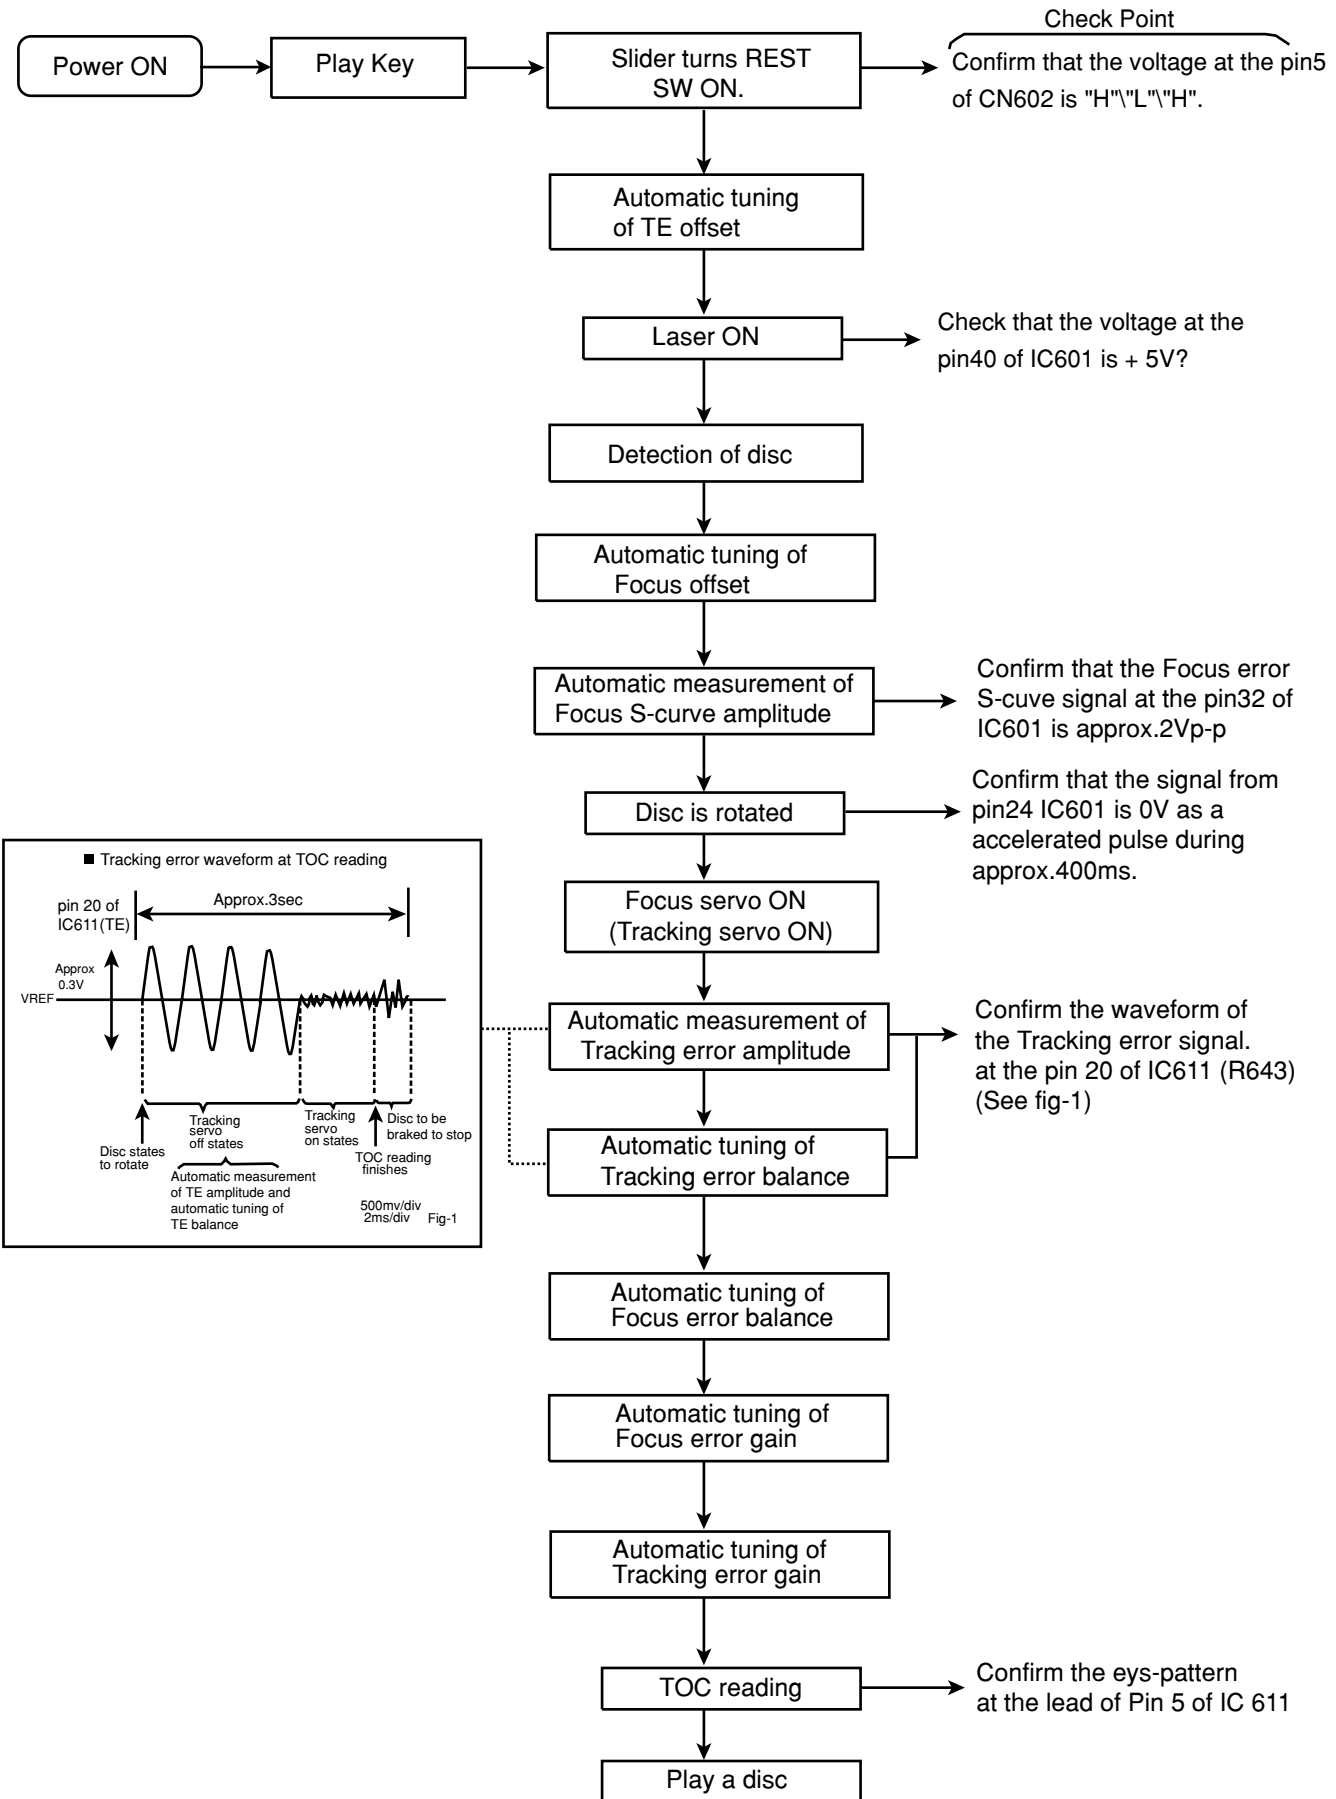 Check Point
Power ON
Play Key
Slider turns REST
SW ON.
Confirm that the voltage at the pin5
of CN602 is "H"\"L"\"H".
Automatic tuning
of TE offset
Laser ON
Check that the voltage at the
pin40 of IC601 is + 5V?
Detection of disc
Automatic tuning of
Focus offset
Automatic measurement of
Focus S-curve amplitude
Confirm that the Focus error
S-cuve signal at the pin32 of
IC601 is approx.2Vp-p
Disc is rotated
Confirm that the signal from
pin24 IC601 is 0V as a
accelerated pulse during
approx.400ms.
Focus servo ON
(Tracking servo ON)
■ Tracking error waveform at TOC reading
pin 20 of
IC611(TE)
Approx.3sec
Approx
0.3V
VREF
Disc states
to rotate
Tracking
servo
off states
Tracking
servo
on states
Disc to be
braked to stop
TOC reading
finishes
Automatic measurement
of TE amplitude and
automatic tuning of
TE balance
500mv/div
2ms/div
Fig-1
Automatic measurement of
Tracking error amplitude
Confirm the waveform of
the Tracking error signal.
at the pin 20 of IC611 (R643)
(See fig-1)
Automatic tuning of
Tracking error balance
Automatic tuning of
Focus error balance
Automatic tuning of
Focus error gain
Automatic tuning of
Tracking error gain
TOC reading
Confirm the eys-pattern
at the lead of Pin 5 of IC 611
Play a disc